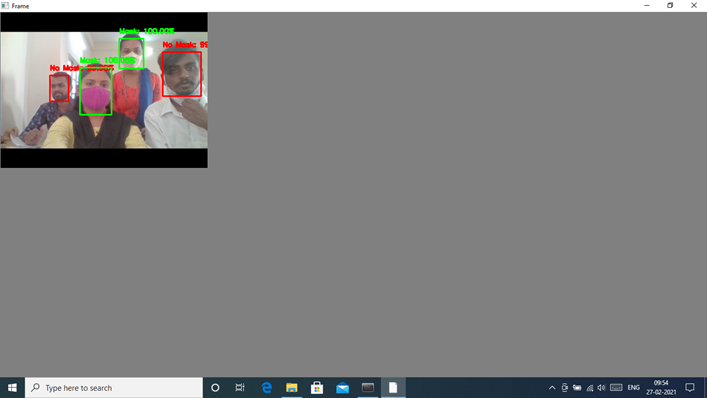 Frame
Mask: 100.00%
No Mask: 99
Mask: 100.00%
No Mask:
Type here to search
ENG
09:54
27-02-2021